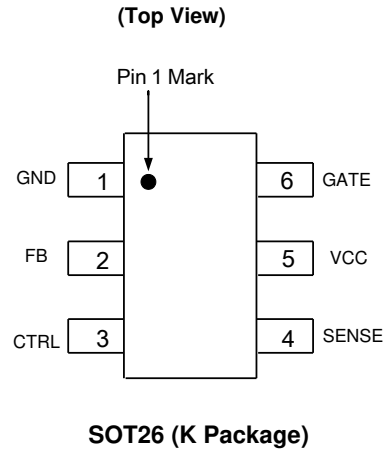 (Top View)
Pin 1 Mark
GND 1 6 GATE
FB 2 5 VCC
CTRL 3 4 SENSE
SOT26 (K Package)